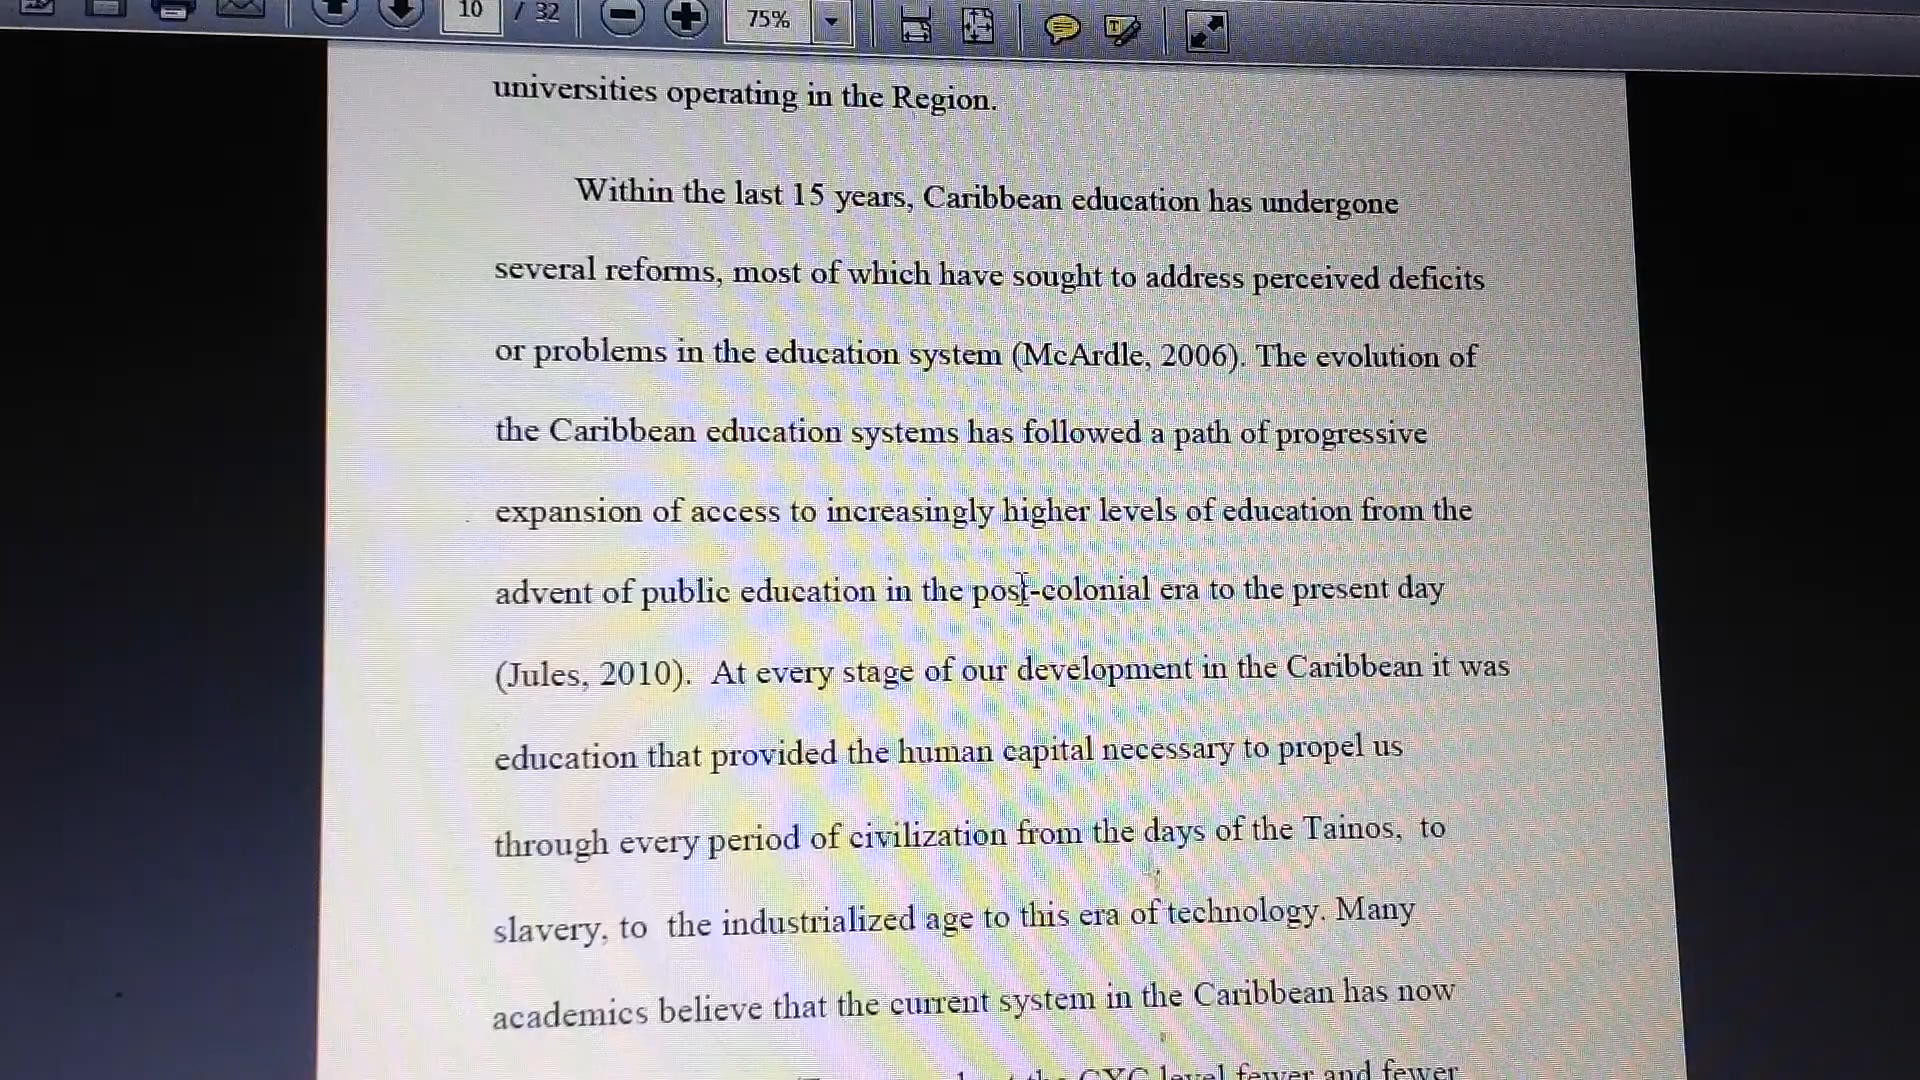 10 / 32 75%
universities operating in the Region.
Within the last 15 years, Caribbean education has undergone
several reforms, most of which have sought to address perceived deficits
or problems in the education system (McArdle, 2006). The evolution of
the Caribbean education systems has followed a path of progressive
expansion of access to increasingly higher levels of education from the
advent of public education in the post-colonial era to the present day
(Jules, 2010). At every stage of our development in the Caribbean it was
education that provided the human capital necessary to propel us
through every period of civilization from the days of the Tainos, to
slavery, to the industrialized age to this era of technology. Many
academics believe that the current system in the Caribbean has now
level fewer and fewer